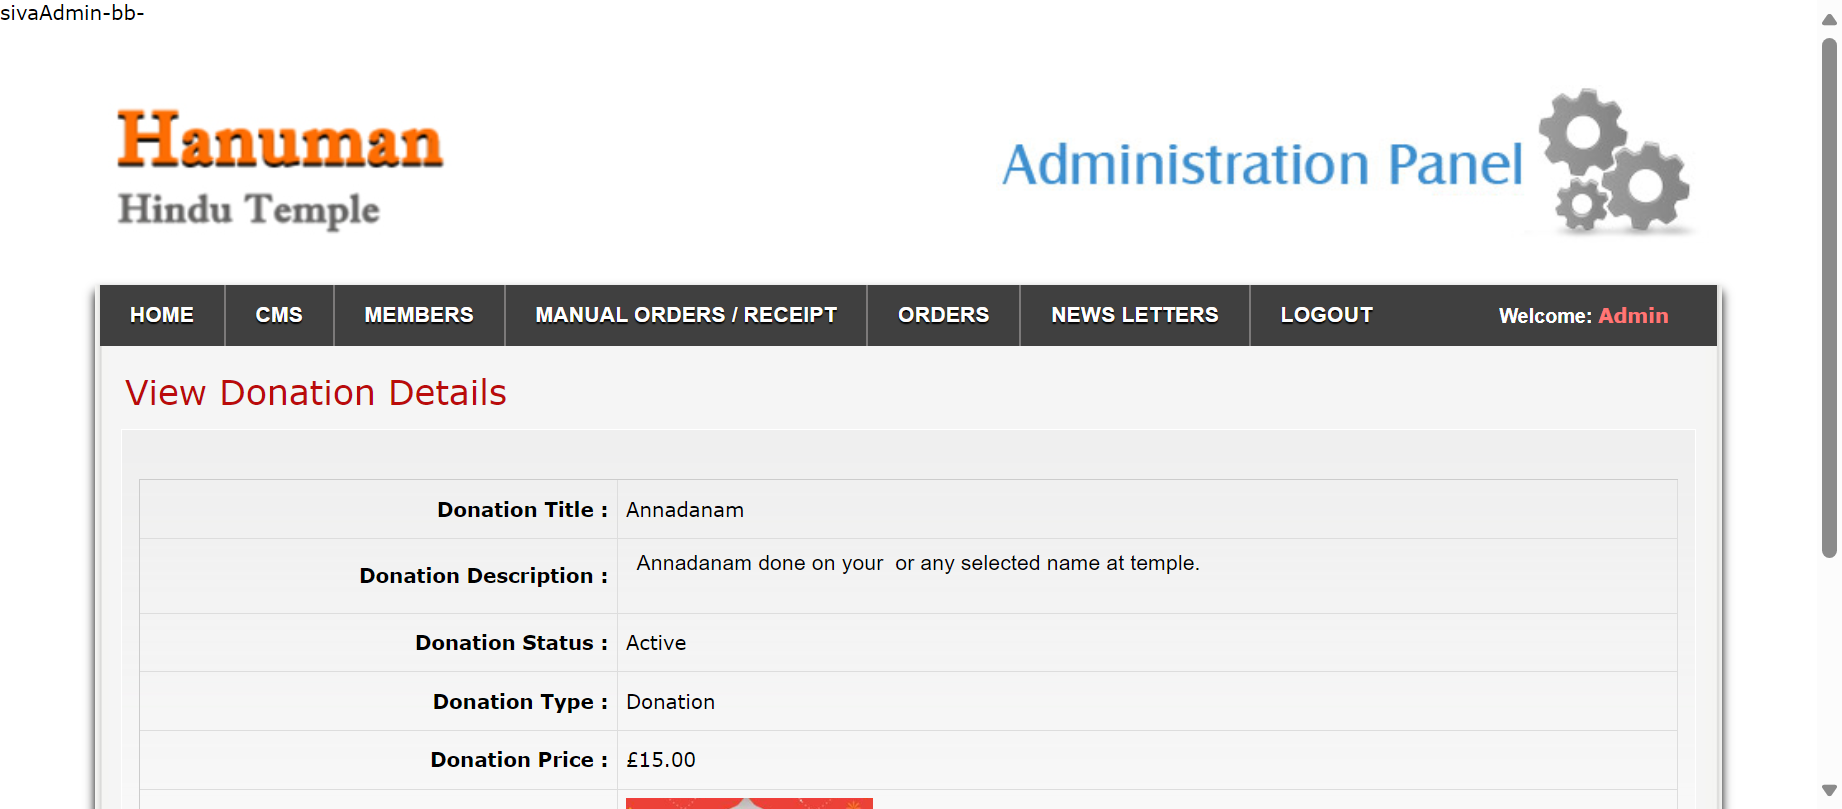 sivaAdmin-bb-
Hanuman
Hindu Temple
Administration Panel
HOME CMS MEMBERS MANUAL ORDERS / RECEIPT ORDERS NEWS LETTERS LOGOUT Welcome: Admin
View Donation Details
Donation Title : Annadanam
Donation Description : Annadanam done on your  or any selected name at temple.
Donation Status : Active
Donation Type : Donation
Donation Price : £15.00